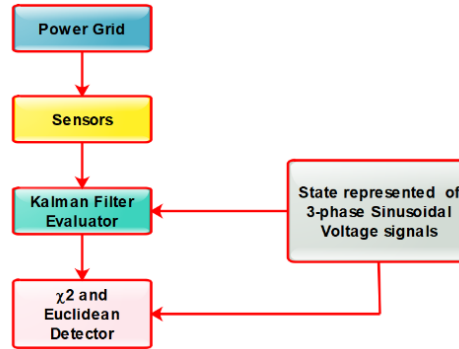 Power Grid
Sensors
Kalman Filter
Evaluator
State represented of
3-phase Sinusoidal
Voltage signals
χ2 and
Euclidean
Detector